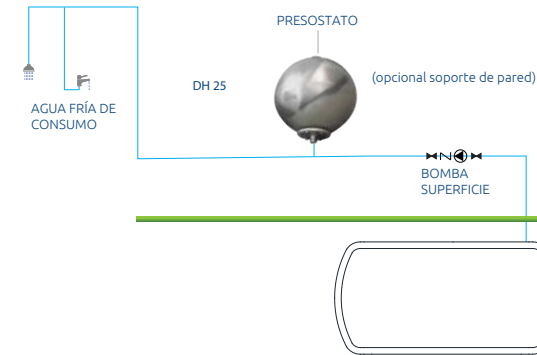 PRESOSTATO
DH 25
(opcional soporte de pared)
AGUA FRÍA DE
CONSUMO
BOMBA
SUPERFICIE